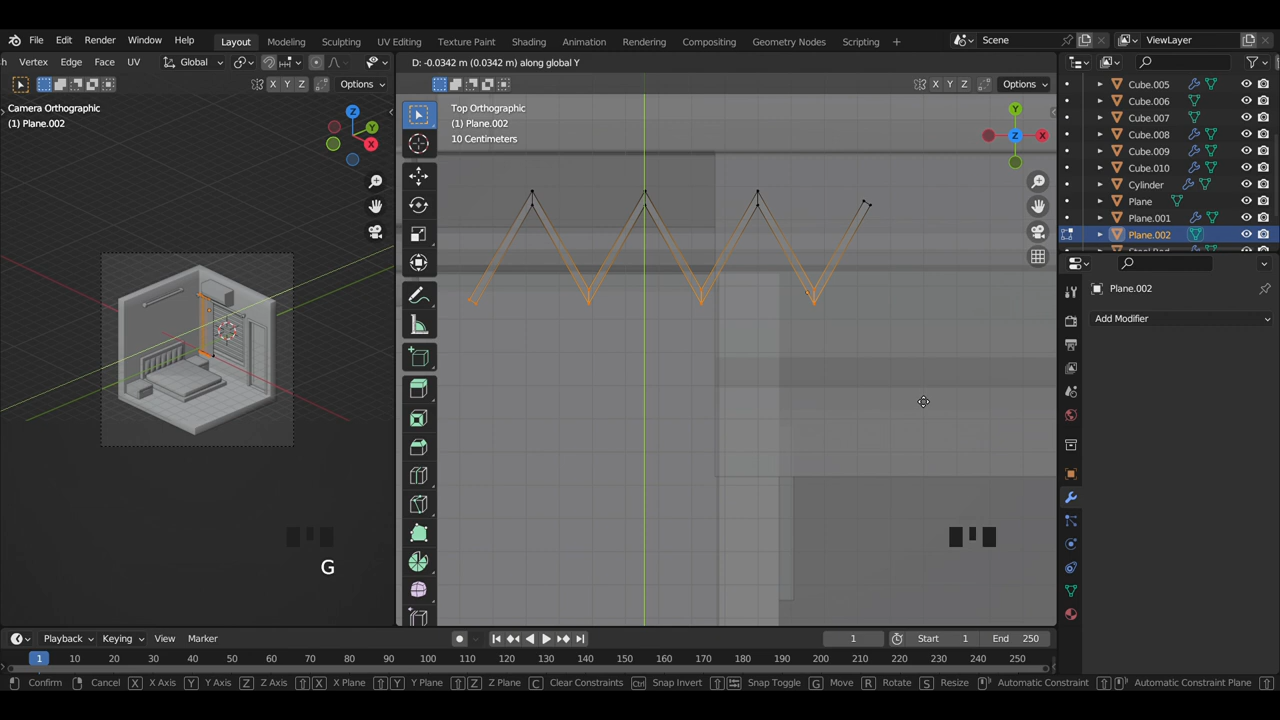 File Edit Render Window Help
Layout Modeling Sculpting UV Editing Texture Paint Shading Animation Rendering Compositing Geometry Nodes Scripting +
Scene
ViewLayer
h Vertex Edge Face UV Global
D: -0.0342 m (0.0342 m) along global Y
X Y Z Options
X Y Z Options
Camera Orthographic
(1) Plane.002
Top Orthographic
(1) Plane.002
10 Centimeters
Z
Y
X
Y
X
Z
Cube.005
Cube.006
Cube.007
Cube.008
Cube.009
Cube.010
Cylinder
Plane
Plane.001
Plane.002
Plane.002
Add Modifier
G
Playback Keying View Marker
1
Start 1
End 250
1 10 20 30 40 50 60 70 80 90 100 110 120 130 140 150 160 170 180 190 200 210 220 230 240 250
Confirm Cancel X X Axis Y Y Axis Z Z Axis X X Plane Y Y Plane Z Z Plane C Clear Constraints Ctrl Snap Invert Snap Toggle G Move R Rotate S Resize Automatic Constraint Automatic Constraint Plane